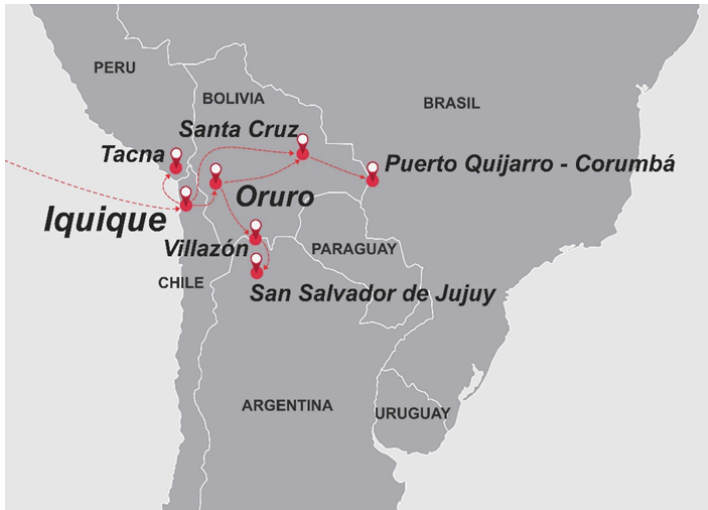 PERU
BOLIVIA
BRASIL
Santa Cruz
Tacna
Puerto Quijarro - Corumbá
Oruro
Iquique
Villazón
PARAGUAY
CHILE
San Salvador de Jujuy
ARGENTINA
URUGUAY